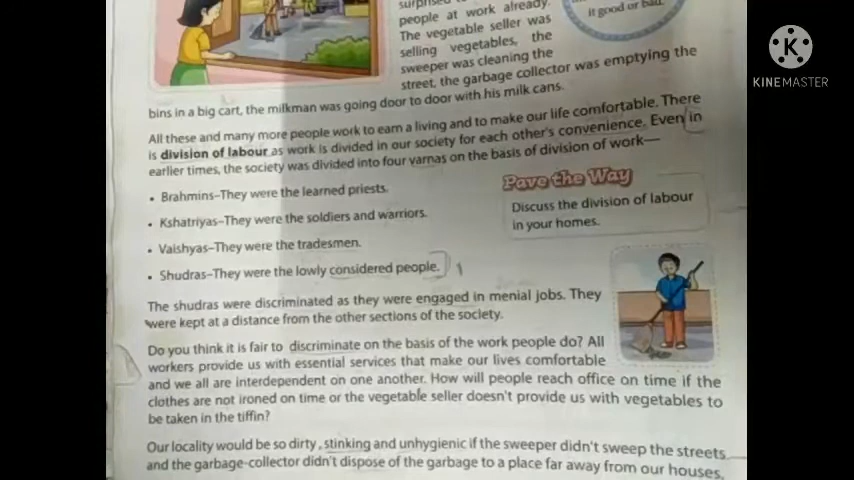 surprised to
people at work already.
The vegetable seller was
selling vegetables, the
sweeper was cleaning the
street, the garbage collector was emptying the
bins in a big cart, the milkman was going door to door with his milk cans.
it good or bad.
KINEMASTER
All these and many more people work to earn a living and to make our life comfortable. There
is division of labour as work is divided in our society for each other's convenience. Even in
earlier times, the society was divided into four varnas on the basis of division of work—
• Brahmins–They were the learned priests.
• Kshatriyas–They were the soldiers and warriors.
• Vaishyas–They were the tradesmen.
• Shudras–They were the lowly considered people.
Pave the Way
Discuss the division of labour
in your homes.
The shudras were discriminated as they were engaged in menial jobs. They
were kept at a distance from the other sections of the society.
Do you think it is fair to discriminate on the basis of the work people do? All
workers provide us with essential services that make our lives comfortable
and we all are interdependent on one another. How will people reach office on time if the
clothes are not ironed on time or the vegetable seller doesn't provide us with vegetables to
be taken in the tiffin?
Our locality would be so dirty, stinking and unhygienic if the sweeper didn't sweep the streets
and the garbage-collector didn't dispose of the garbage to a place far away from our houses.